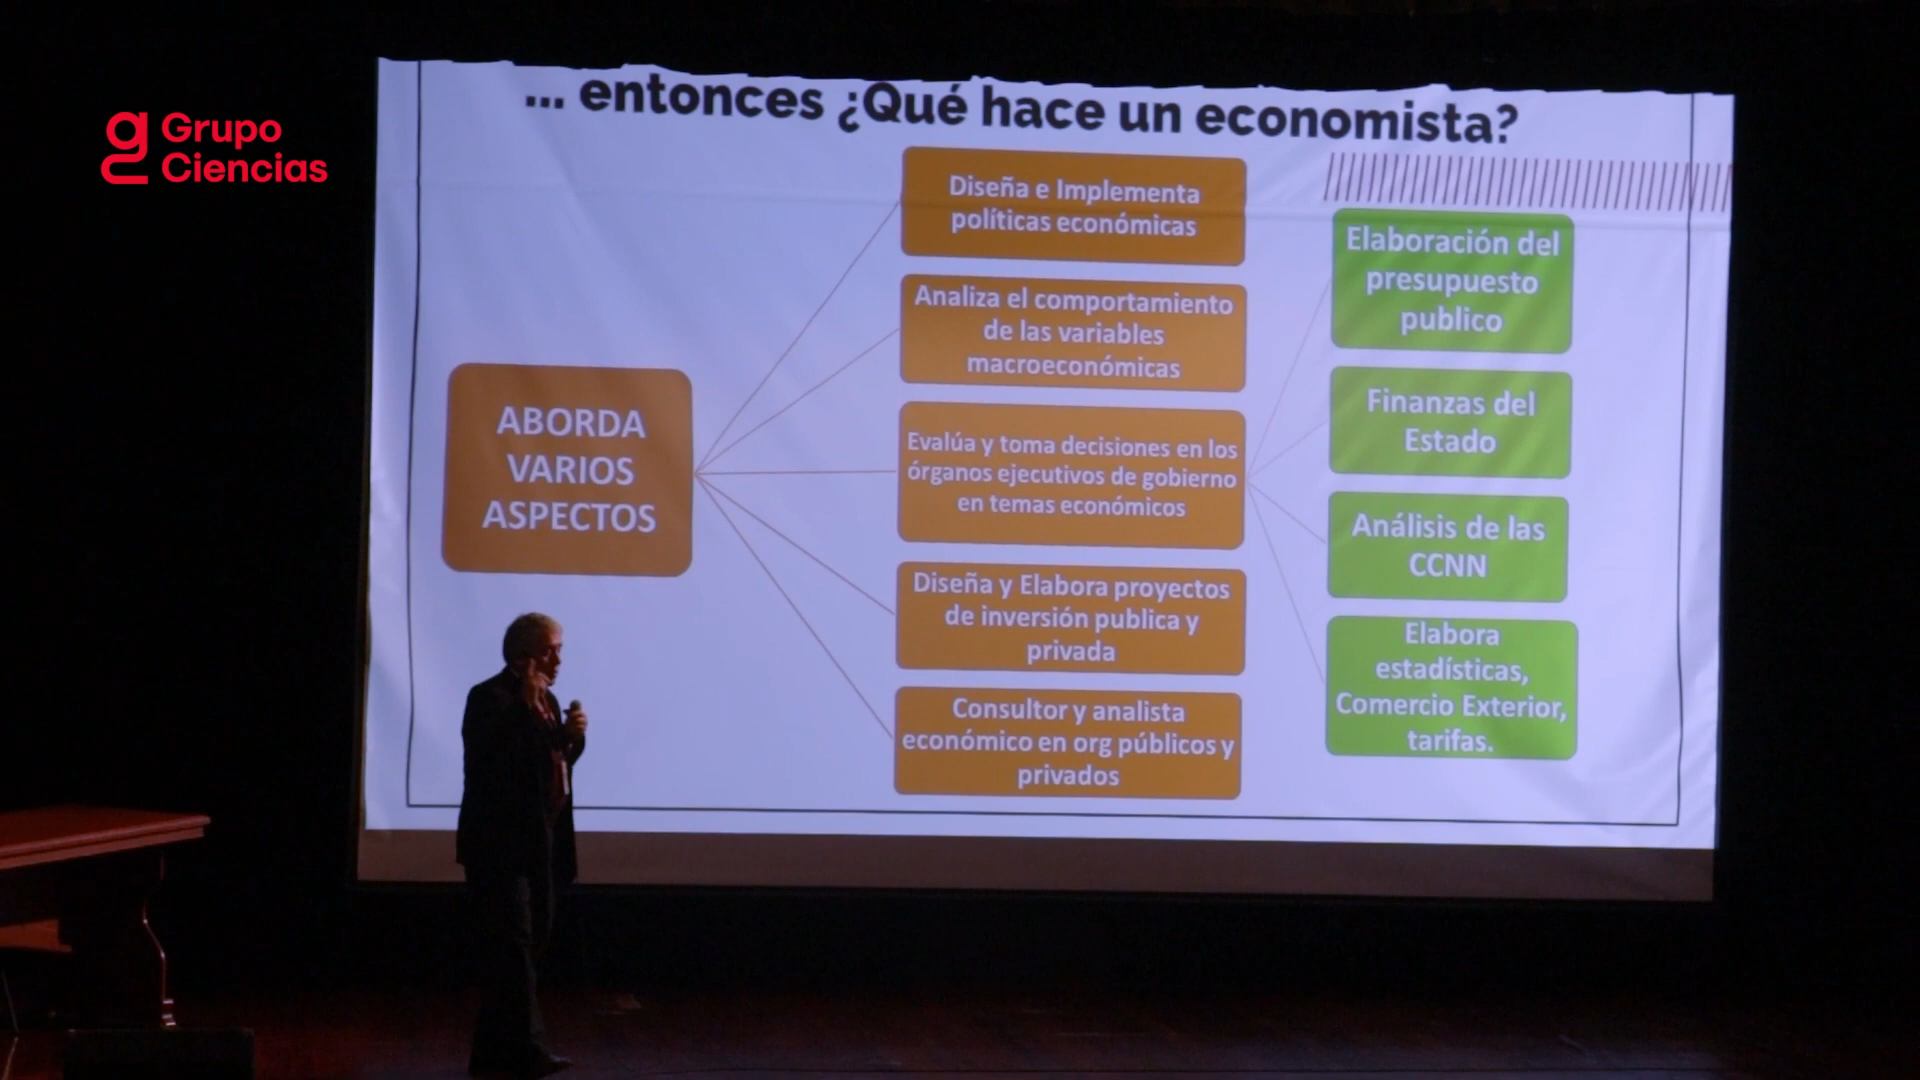 Grupo
Ciencias
... entonces ¿Qué hace un economista?
ABORDA
VARIOS
ASPECTOS
Diseña e Implementa
políticas económicas
Analiza el comportamiento
de las variables
macroeconómicas
Evalúa y toma decisiones en los
órganos ejecutivos de gobierno
en temas económicos
Diseña y Elabora proyectos
de inversión publica y
privada
Consultor y analista
económico en org públicos y
privados
Elaboración del
presupuesto
publico
Finanzas del
Estado
Análisis de las
CCNN
Elabora
estadísticas,
Comercio Exterior,
tarifas.